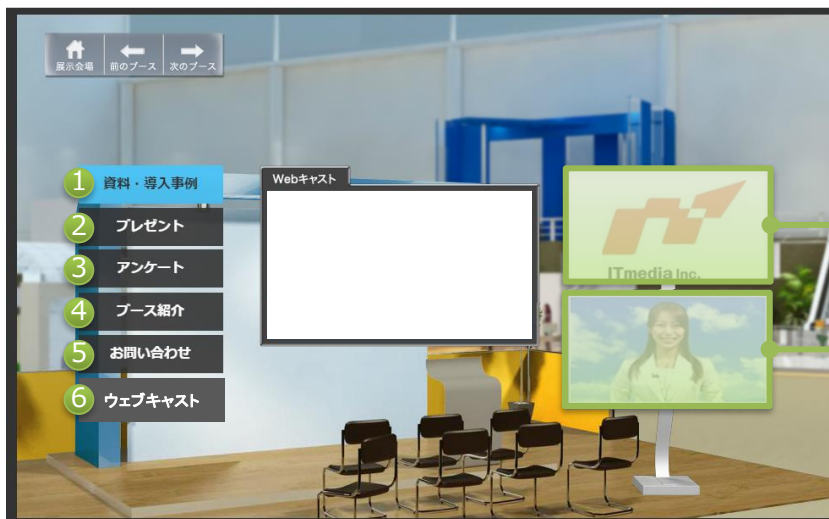 展示会場
前のブース
次のブース
1 資料・導入事例
2 プレゼント
3 アンケート
4 ブース紹介
5 お問い合わせ
6 ウェブキャスト
Webキャスト
ITmedia Inc.